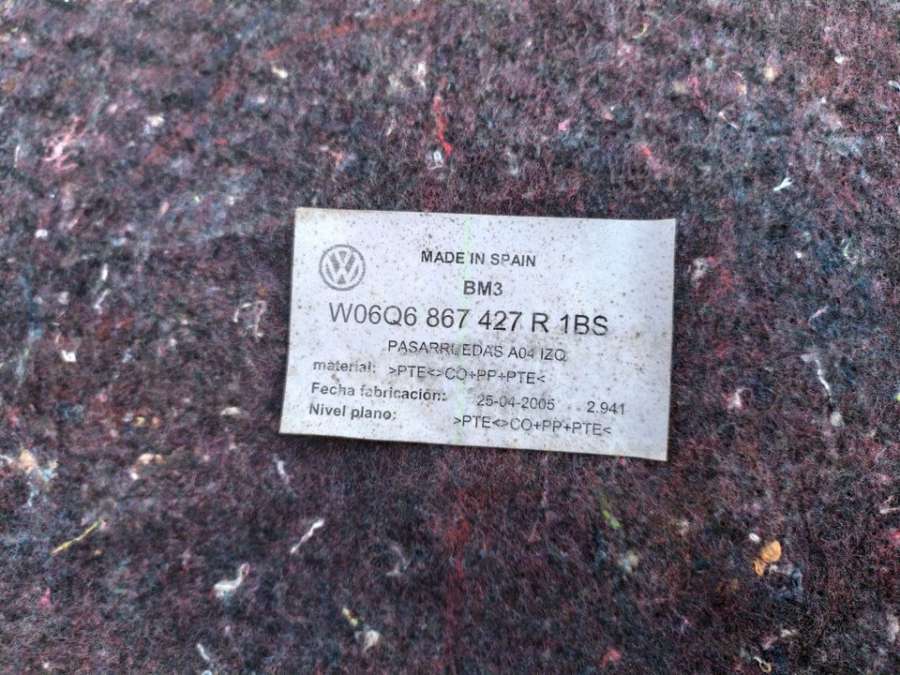 MADE IN SPAIN
BM3
W06Q6 867 427 R 1BS
PASARRUEDAS A04 IZQ
material: >PTE<>CO+PP+PTE<
Fecha fabricación: 25-04-2005 2.941
Nivel plano: >PTE<>CO+PP+PTE<